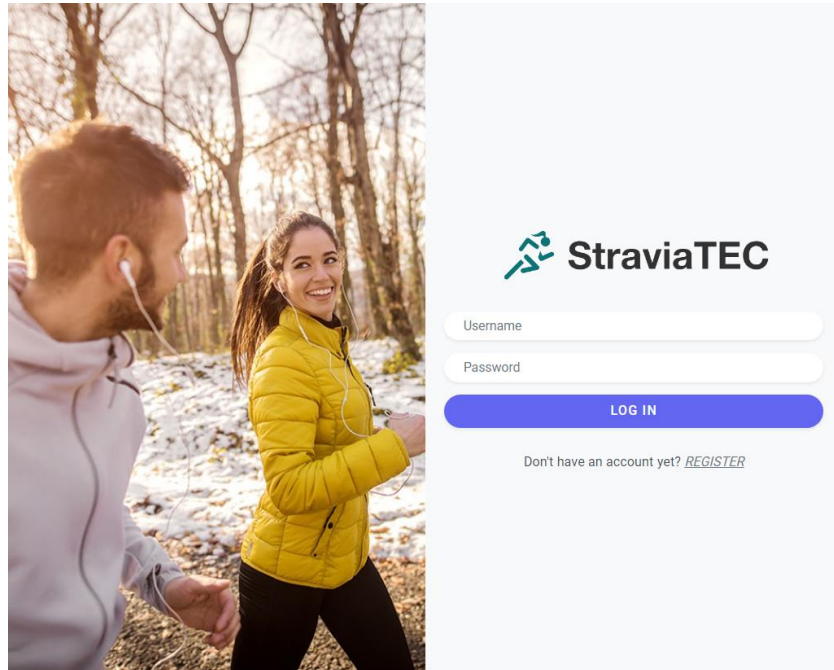 StraviaTEC
Username
Password
LOG IN
Don't have an account yet? REGISTER